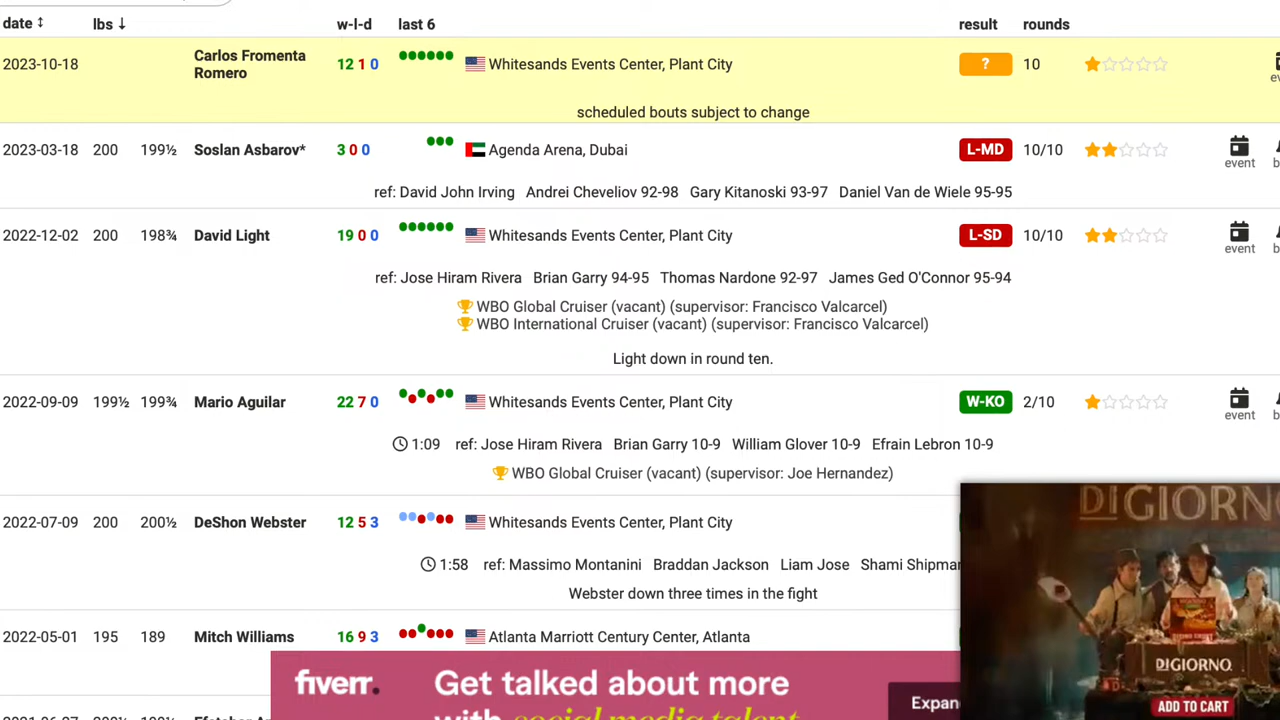 date ↕ lbs ↓ w-l-d last 6 result rounds
Carlos Fromenta
2023-10-18 12 1 0 Whitesands Events Center, Plant City ? 10
Romero
scheduled bouts subject to change
2023-03-18 200 199½ Soslan Asbarov* 3 0 0 Agenda Arena, Dubai L-MD 10/10
event
ref: David John Irving Andrei Cheveliov 92-98 Gary Kitanoski 93-97 Daniel Van de Wiele 95-95
2022-12-02 200 198¾ David Light 19 0 0 Whitesands Events Center, Plant City L-SD 10/10
event
ref: Jose Hiram Rivera Brian Garry 94-95 Thomas Nardone 92-97 James Ged O'Connor 95-94
WBO Global Cruiser (vacant) (supervisor: Francisco Valcarcel)
WBO International Cruiser (vacant) (supervisor: Francisco Valcarcel)
Light down in round ten.
2022-09-09 199½ 199¾ Mario Aguilar 22 7 0 Whitesands Events Center, Plant City W-KO 2/10
event
1:09 ref: Jose Hiram Rivera Brian Garry 10-9 William Glover 10-9 Efrain Lebron 10-9
WBO Global Cruiser (vacant) (supervisor: Joe Hernandez)
2022-07-09 200 200½ DeShon Webster 12 5 3 Whitesands Events Center, Plant City
1:58 ref: Massimo Montanini Braddan Jackson Liam Jose Shami Shipmar
Webster down three times in the fight
2022-05-01 195 189 Mitch Williams 16 9 3 Atlanta Marriott Century Center, Atlanta
fiverr.
Get talked about more
with social media talent
Expan
DIGIORN
DIGIORNO
ADD TO CART